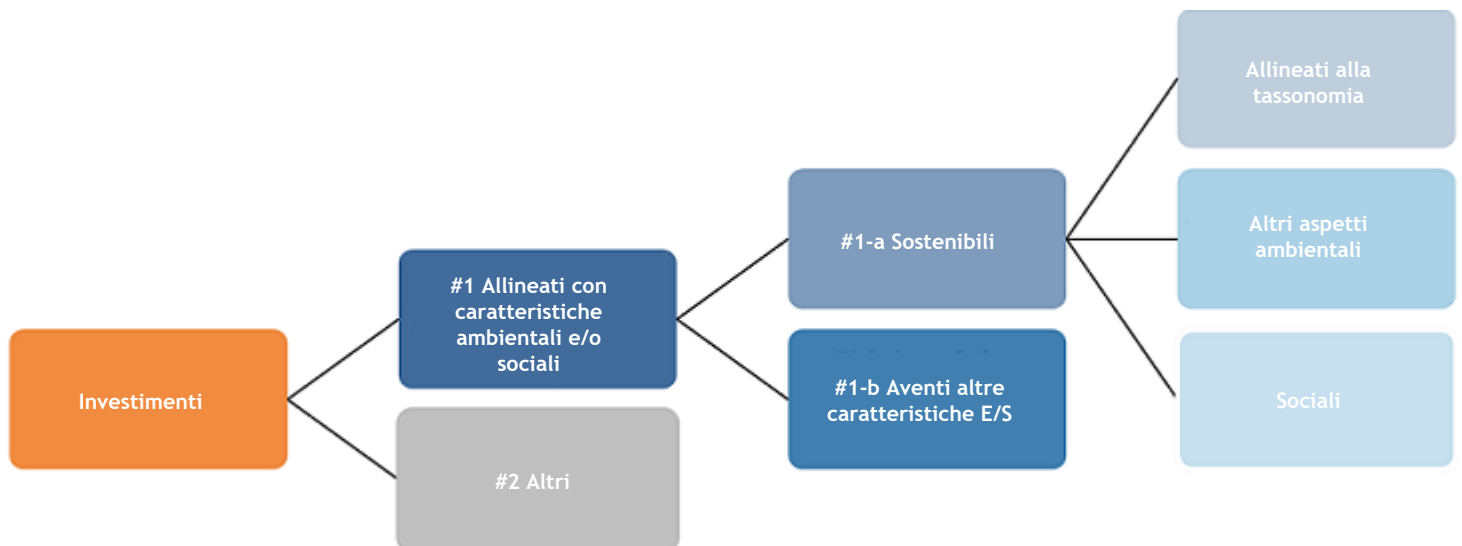 Allineati alla
tassonomia
#1-a Sostenibili
Altri aspetti
ambientali
#1 Allineati con
caratteristiche
ambientali e/o
sociali
Investimenti
#1-b Aventi altre
caratteristiche E/S
Sociali
#2 Altri